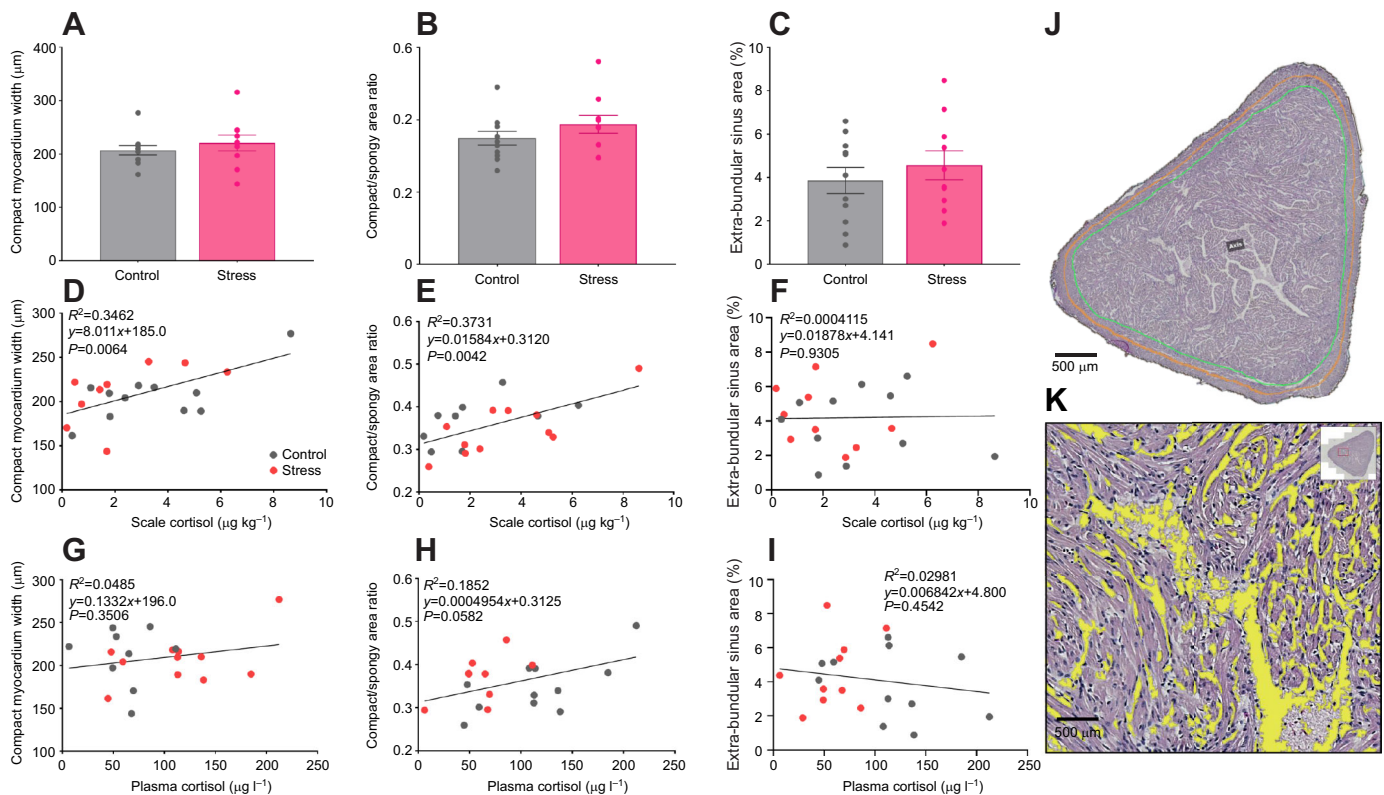 A
Compact myocardium width (μm)
400
300
200
100
0
Control
Stress
B
Compact/spongy area ratio
0.6
0.2
0.2
0
Control
Stress
C
Extra-bundular sinus area (%)
10
8
6
4
2
0
Control
Stress
D
Compact myocardium width (μm)
R²=0.3462
y=8.011x+185.0
P=0.0064
300
250
200
150
100
0
2
4
6
8
10
Scale cortisol (μg kg⁻¹)
Control
Stress
E
Compact/spongy area ratio
R²=0.3731
y=0.01584x+0.3120
P=0.0042
0.6
0.5
0.4
0.3
0.2
0
2
4
6
8
10
Scale cortisol (μg kg⁻¹)
F
Extra-bundular sinus area (%)
R²=0.0004115
y=0.01878x+4.141
P=0.9305
10
8
6
4
2
0
0
2
4
6
8
10
Scale cortisol (μg kg⁻¹)
G
Compact myocardium width (μm)
R²=0.0485
y=0.1332x+196.0
P=0.3506
300
250
200
150
100
0
50
100
150
200
250
Plasma cortisol (μg l⁻¹)
H
Compact/spongy area ratio
R²=0.1852
y=0.0004954x+0.3125
P=0.0582
0.6
0.5
0.4
0.3
0.2
0
50
100
150
200
250
Plasma cortisol (μg l⁻¹)
I
Extra-bundular sinus area (%)
R²=0.02981
y=0.006842x+4.800
P=0.4542
10
8
6
4
2
0
0
50
100
150
200
250
Plasma cortisol (μg l⁻¹)
J
Axis
500 μm
K
500 μm